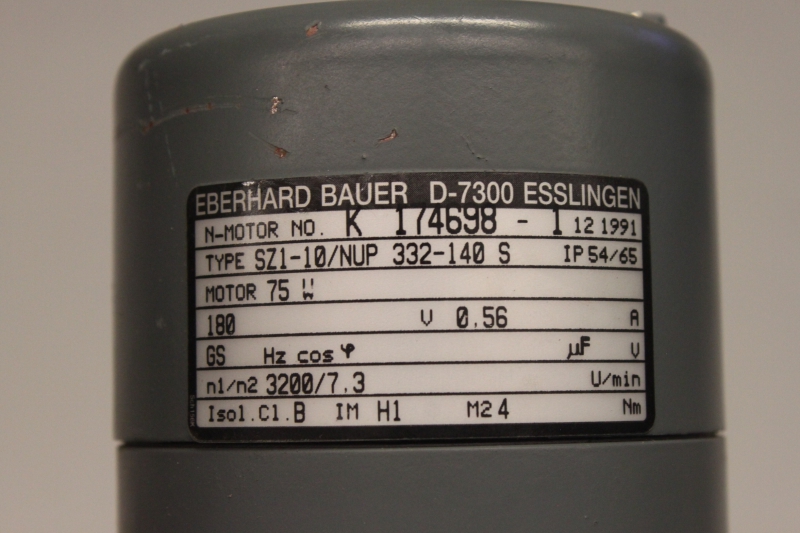 EBERHARD BAUER D-7300 ESSLINGEN
N-MOTOR NO. K 174698 - 1 12 1991
TYPE SZ1-10/NUP 332-140 S IP 54/65
MOTOR 75 W
180 V 0,56 A
GS Hz cos φ µF V
n1/n2 3200/7,3 U/min
Isol.Cl.B IM H1 M2 4 Nm